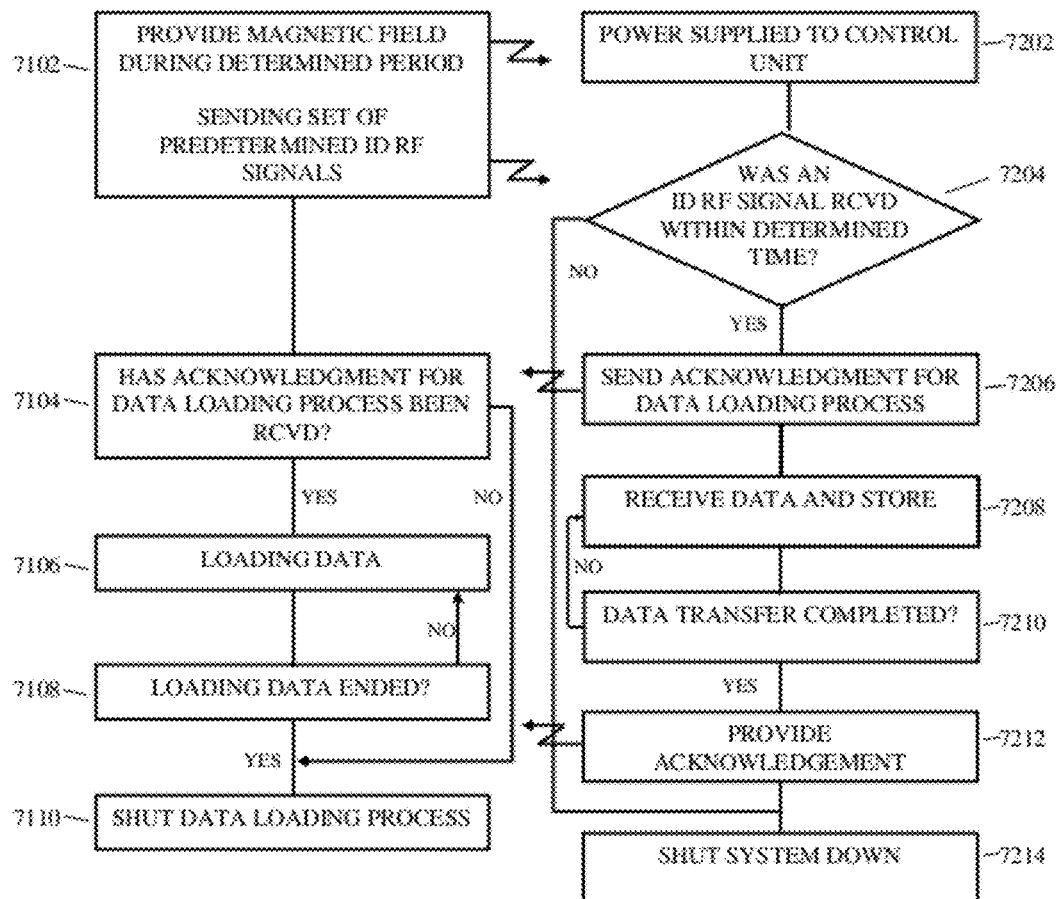 7102
PROVIDE MAGNETIC FIELD
DURING DETERMINED PERIOD
SENDING SET OF
PREDETERMINED ID RF
SIGNALS
7104
HAS ACKNOWLEDGMENT FOR
DATA LOADING PROCESS BEEN
RCVD?
YES
NO
7106
LOADING DATA
NO
7108
LOADING DATA ENDED?
YES
7110
SHUT DATA LOADING PROCESS
POWER SUPPLIED TO CONTROL
UNIT
7202
WAS AN
ID RF SIGNAL RCVD
WITHIN DETERMINED
TIME?
7204
NO
YES
SEND ACKNOWLEDGMENT FOR
DATA LOADING PROCESS
7206
RECEIVE DATA AND STORE
7208
NO
DATA TRANSFER COMPLETED?
7210
YES
PROVIDE
ACKNOWLEDGEMENT
7212
SHUT SYSTEM DOWN
7214